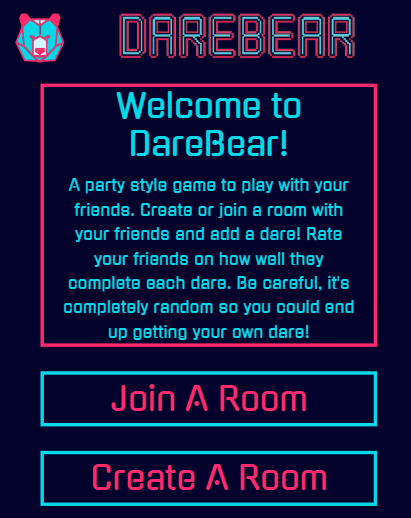 DAREBEAR
Welcome to
DareBear!
A party style game to play with your
friends. Create or join a room with
your friends and add a dare! Rate
your friends on how well they
complete each dare. Be careful, it's
completely random so you could end
up getting your own dare!
Join A Room
Create A Room